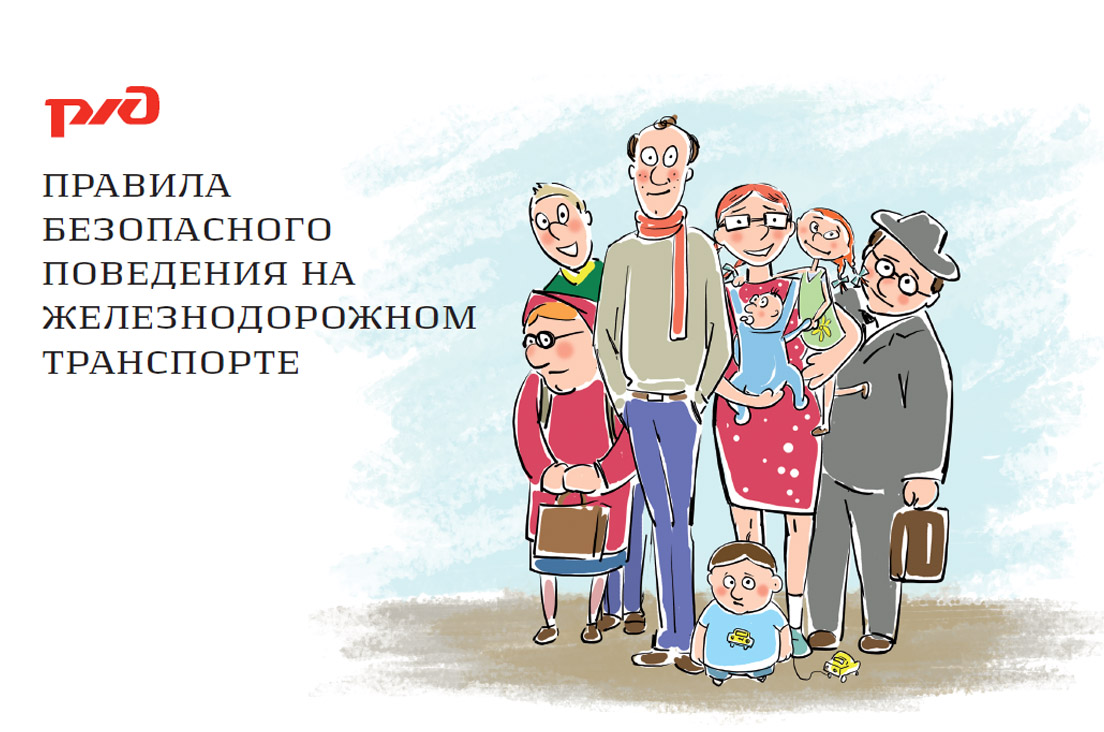 РЖД
ПРАВИЛА
БЕЗОПАСНОГО
ПОВЕДЕНИЯ НА
ЖЕЛЕЗНОДОРОЖНОМ
ТРАНСПОРТЕ